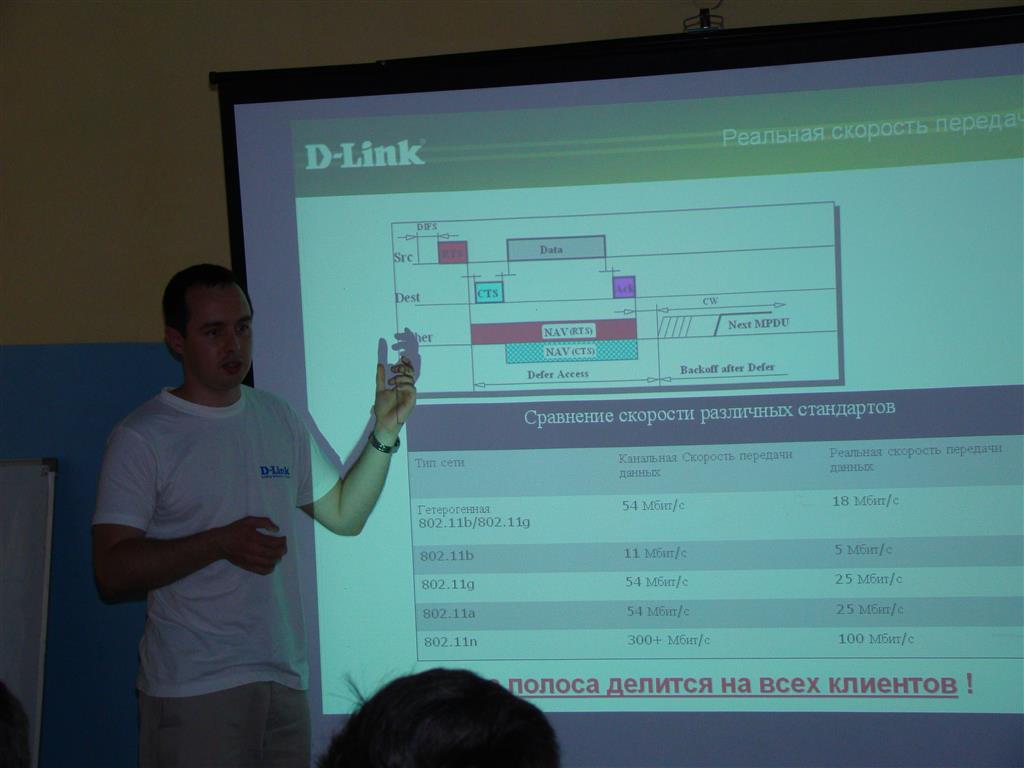 D-Link
Реальная скорость
DIFS
Src
RTS
Data
Dest
CTS
Ack
CW
NAV (RTS)
Next MPDU
NAV (CTS)
Defer Access
Backoff after Defer
Сравнение скорости различных стандартов
Тип сети
Канальная Скорость передачи данных
Реальная скорость передачи данных
Гетерогенная 802.11b/802.11g
54 Мбит/с
18 Мбит/с
802.11b
11 Мбит/с
5 Мбит/с
802.11g
54 Мбит/с
25 Мбит/с
802.11a
54 Мбит/с
25 Мбит/с
802.11n
300+ Мбит/с
100 Мбит/с
полоса делится на всех клиентов !
D-Link